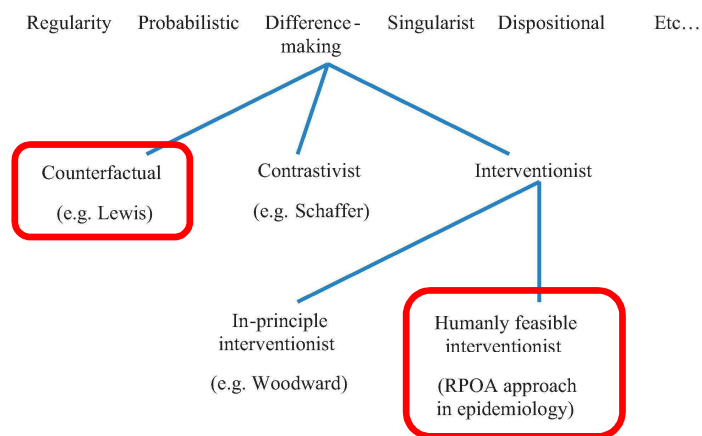 Regularity Probabilistic Difference- Singularist Dispositional Etc…
making
Counterfactual Contrastivist Interventionist
(e.g. Lewis) (e.g. Schaffer)
In-principle Humanly feasible
interventionist interventionist
(e.g. Woodward) (RPOA approach
in epidemiology)